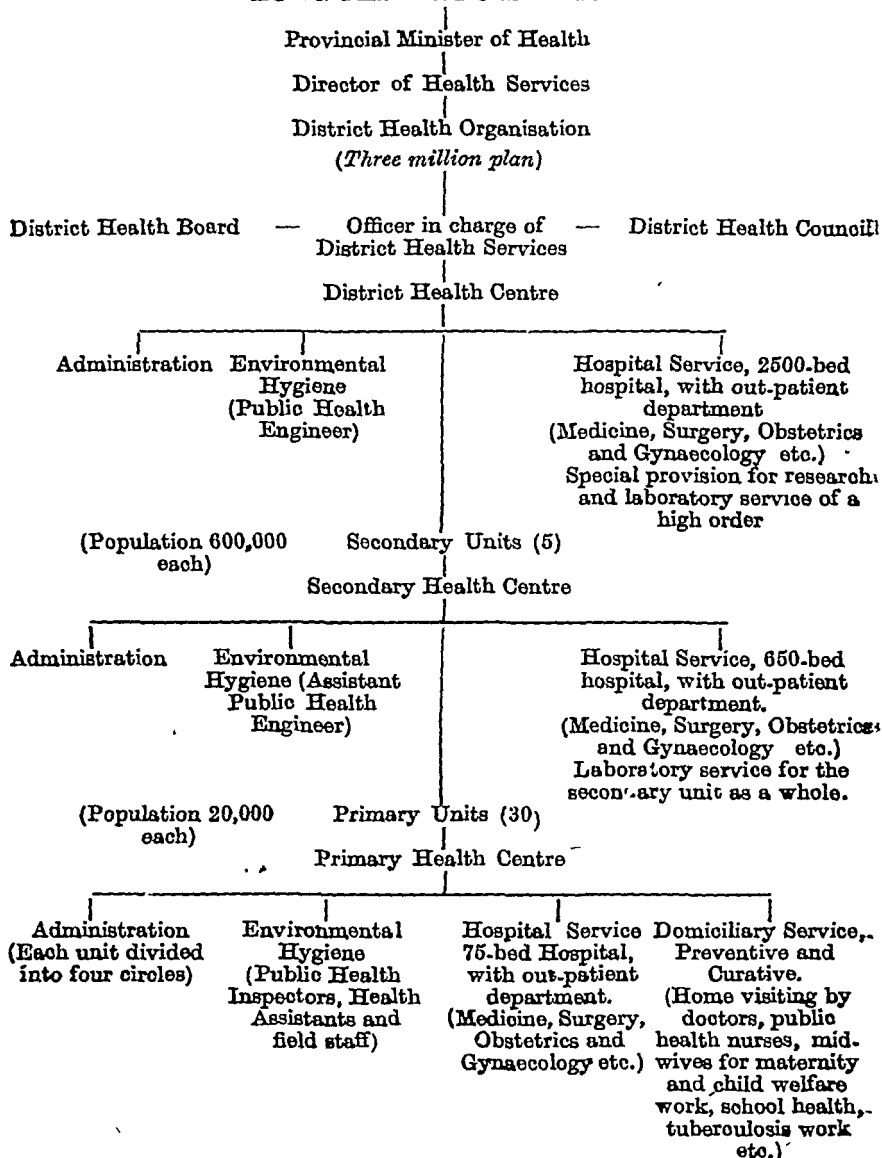 Provincial Minister of Health
Director of Health Services
District Health Organisation
(Three million plan)
District Health Board — Officer in charge of District Health Services — District Health Council
District Health Centre
Administration
Environmental
Hygiene
(Public Health
Engineer)
Hospital Service, 2500-bed
hospital, with out-patient
department
(Medicine, Surgery, Obstetrics
and Gynaecology etc.)
Special provision for research
and laboratory service of a
high order
(Population 600,000
each)
Secondary Units (5)
Secondary Health Centre
Administration
Environmental
Hygiene (Assistant
Public Health
Engineer)
Hospital Service, 650-bed
hospital, with out-patient
department.
(Medicine, Surgery, Obstetrics
and Gynaecology etc.)
Laboratory service for the
secondary unit as a whole.
(Population 20,000
each)
Primary Units (30)
Primary Health Centre
Administration
(Each unit divided
into four circles)
Environmental
Hygiene
(Public Health
Inspectors, Health
Assistants and
field staff)
Hospital Service
75-bed Hospital,
with out-patient
department.
(Medicine, Surgery,
Obstetrics and
Gynaecology etc.)
Domiciliary Service,
Preventive and
Curative.
(Home visiting by
doctors, public
health nurses, mid-
wives for maternity
and child welfare
work, school health,
tuberculosis work
etc.)